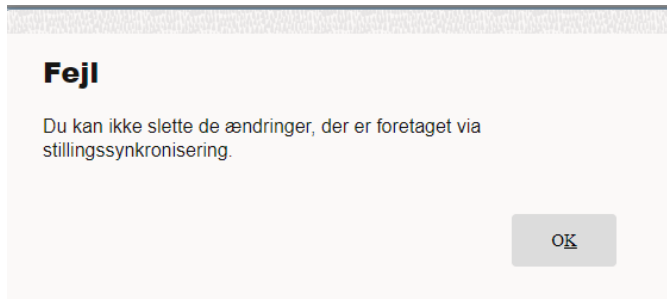 Fejl
Du kan ikke slette de ændringer, der er foretaget via
stillingssynkronisering.
OK